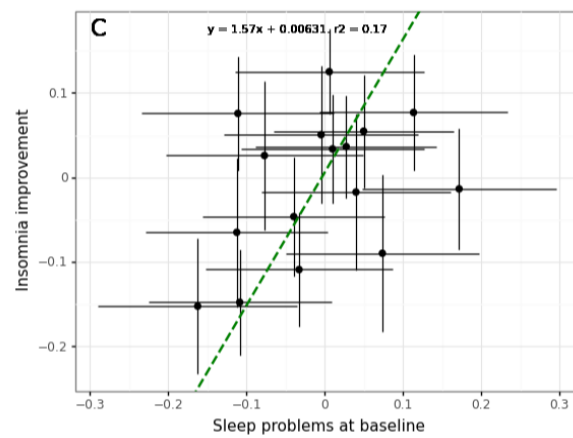 C
y = 1.57x + 0.00631, r2 = 0.17
Insomnia improvement
0.1
0
−0.1
−0.2
−0.3
−0.2
−0.1
0
0.1
0.2
0.3
Sleep problems at baseline